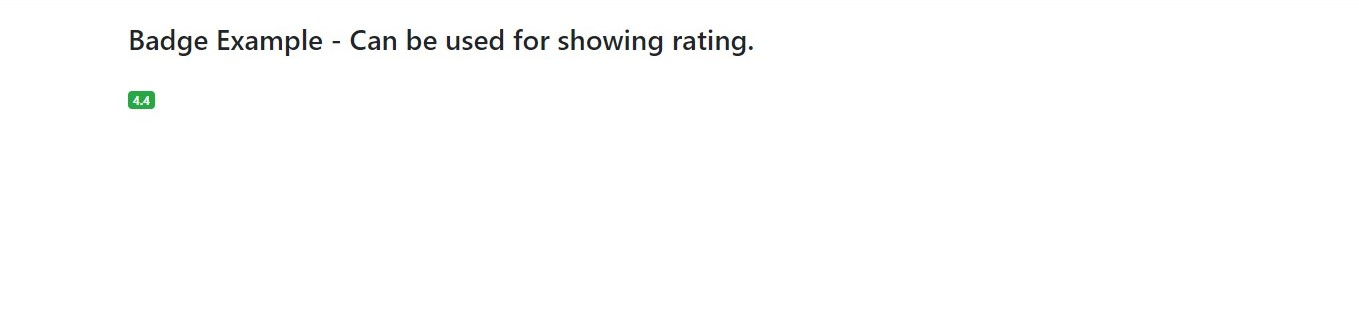 Badge Example - Can be used for showing rating.
4.4